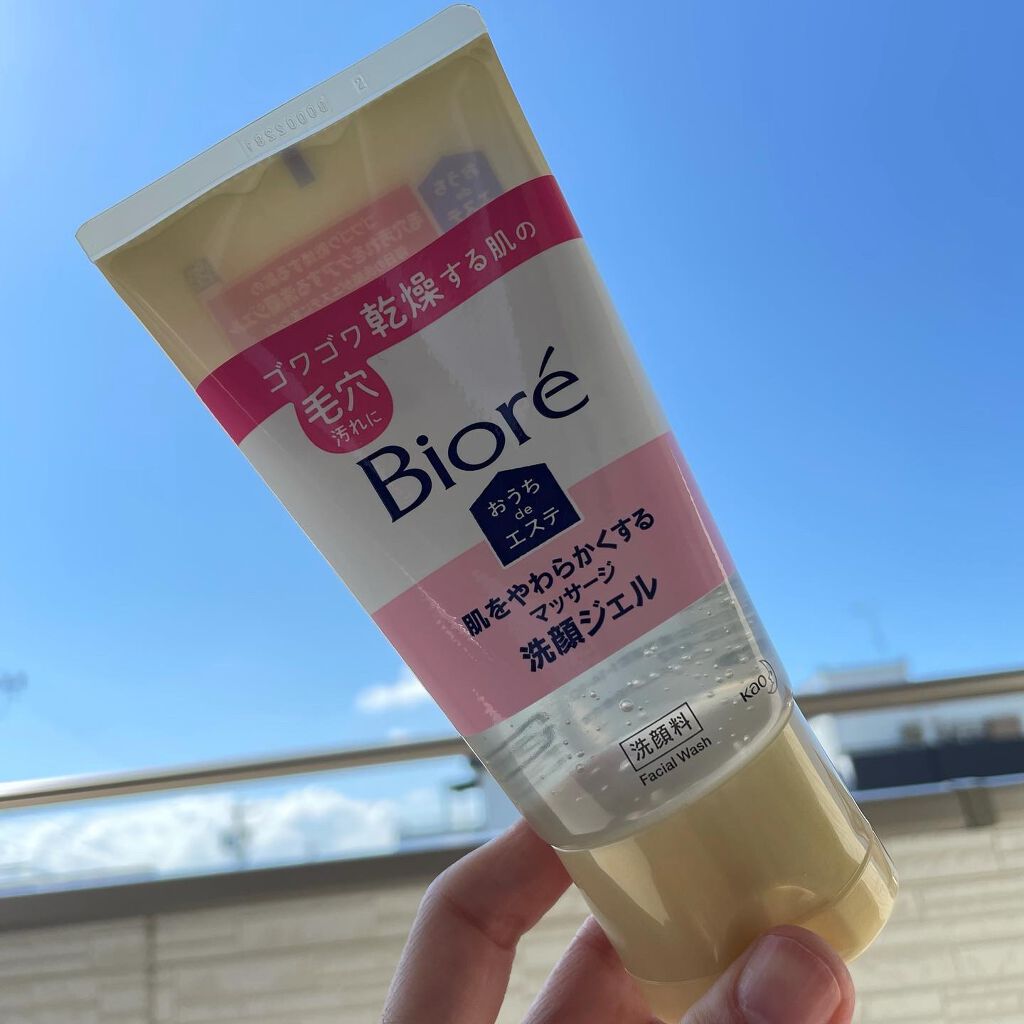 ゴワゴワ乾燥する肌の
毛穴
汚れに
Bioré
おうち
de
エステ
肌をやわらかくする
マッサージ
洗顔ジェル
洗顔料
Facial Wash
Kao